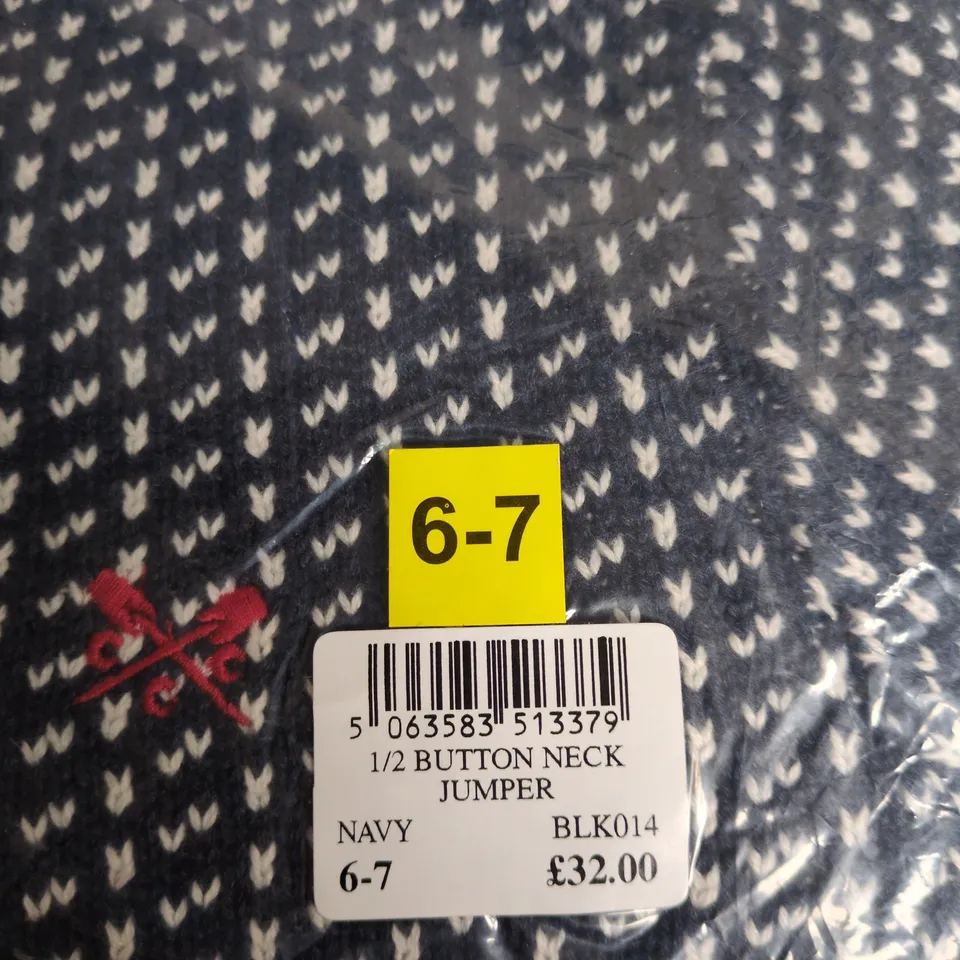 6-7
5 063583 513379
1/2 BUTTON NECK
JUMPER
NAVY BLK014
6-7 £32.00